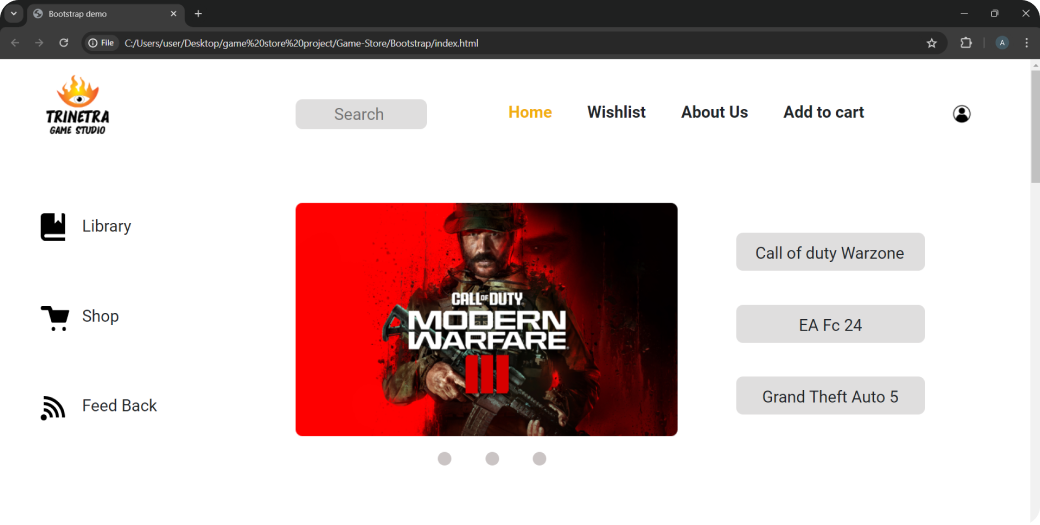 Bootstrap demo
File C:/Users/user/Desktop/game%20store%20project/Game-Store/Bootstrap/index.html
A
TRINETRA
GAME STUDIO
Search
Home Wishlist About Us Add to cart
Library
Shop
Feed Back
CALL OF DUTY
MODERN
WARFARE
III
Call of duty Warzone
EA Fc 24
Grand Theft Auto 5